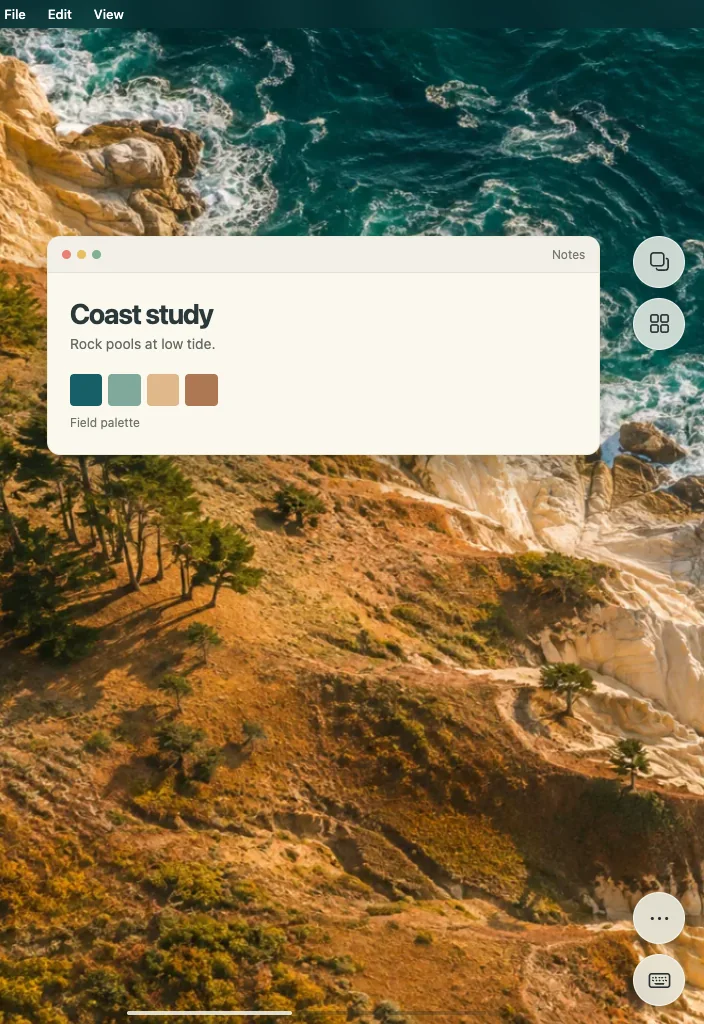 File Edit View
Notes
Coast study
Rock pools at low tide.
Field palette